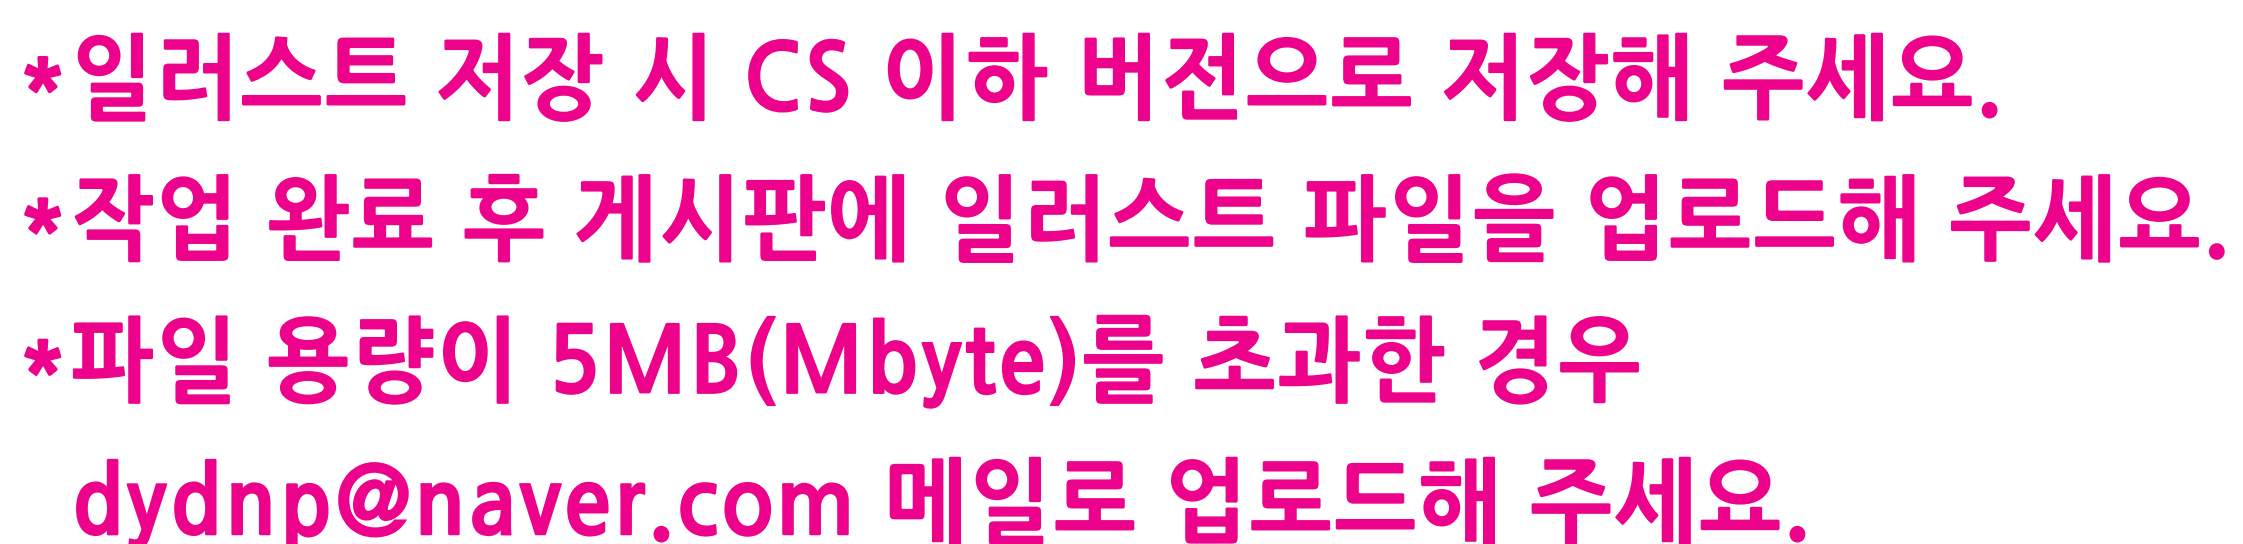 *일러스트 저장 시 CS 이하 버전으로 저장해 주세요.
*작업 완료 후 게시판에 일러스트 파일을 업로드해 주세요.
*파일 용량이 5MB(Mbyte)를 초과한 경우
dydnp@naver.com 메일로 업로드해 주세요.